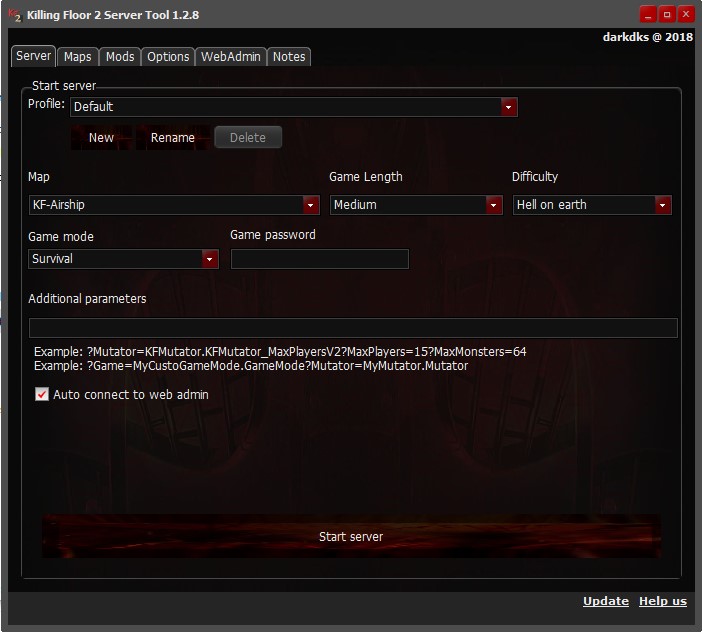 KF2 Killing Floor 2 Server Tool 1.2.8
darkdks @ 2018
Server Maps Mods Options WebAdmin Notes
Start server
Profile: Default
New Rename Delete
Map Game Length Difficulty
KF-Airship Medium Hell on earth
Game mode Game password
Survival
Additional parameters
Example: ?Mutator=KFMutator.KFMutator_MaxPlayersV2?MaxPlayers=15?MaxMonsters=64
Example: ?Game=MyCustoGameMode.GameMode?Mutator=MyMutator.Mutator
Auto connect to web admin
Start server
Update Help us